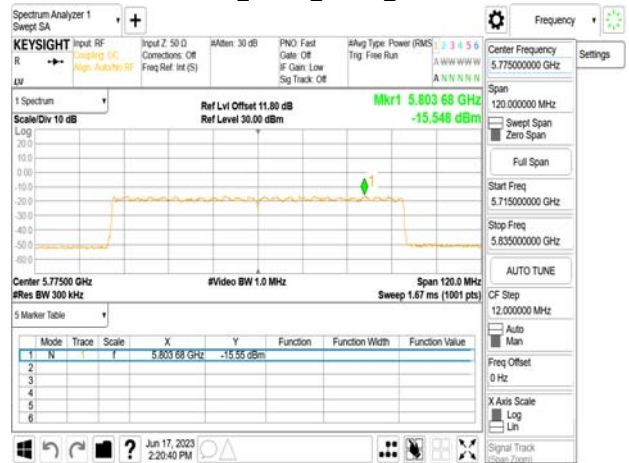 Spectrum Analyzer 1
Swept SA
KEYSIGHT
R
Input: RF
Coupling: DC
Align: Auto/No RF
Input Z: 50 Ω
Corrections: Off
Freq Ref: Int (S)
#Atten: 30 dB
PNO: Fast
Gate: Off
IF Gain: Low
Sig Track: Off
#Avg Type: Power (RMS)
Trig: Free Run
1 2 3 4 5 6
A W W W W W
A N N N N N
1 Spectrum
Scale/Div 10 dB
Ref Lvl Offset 11.80 dB
Ref Level 30.00 dBm
Mkr1 5.803 68 GHz
-15.548 dBm
Log
20.0
10.0
0.00
-10.0
-20.0
-30.0
-40.0
-50.0
-60.0
1
Center 5.77500 GHz
#Res BW 300 kHz
#Video BW 1.0 MHz
Span 120.0 MHz
Sweep 1.67 ms (1001 pts)
5 Marker Table
Mode Trace Scale X Y Function Function Width Function Value
1 N 1 f 5.803 68 GHz -15.55 dBm
2
3
4
5
6
Jun 17, 2023
2:20:40 PM
Frequency
Settings
Center Frequency
5.775000000 GHz
Span
120.000000 MHz
Swept Span
Zero Span
Full Span
Start Freq
5.715000000 GHz
Stop Freq
5.835000000 GHz
AUTO TUNE
CF Step
12.000000 MHz
Auto
Man
Freq Offset
0 Hz
X Axis Scale
Log
Lin
Signal Track
(Span Zoom)